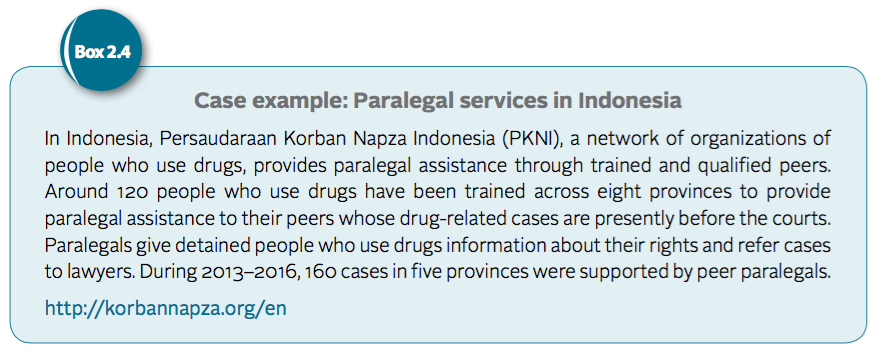 Box 2.4
Case example: Paralegal services in Indonesia
In Indonesia, Persaudaraan Korban Napza Indonesia (PKNI), a network of organizations of
people who use drugs, provides paralegal assistance through trained and qualified peers.
Around 120 people who use drugs have been trained across eight provinces to provide
paralegal assistance to their peers whose drug-related cases are presently before the courts.
Paralegals give detained people who use drugs information about their rights and refer cases
to lawyers. During 2013–2016, 160 cases in five provinces were supported by peer paralegals.
http://korbannapza.org/en